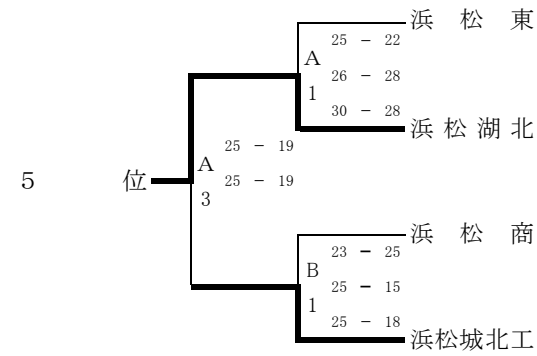 浜 松 東
25 － 22
A
26 － 28
1
30 － 28
浜 松 湖 北
25 － 19
A
25 － 19
3
5 位
浜 松 商
23 － 25
B
25 － 15
1
25 － 18
浜松城北工